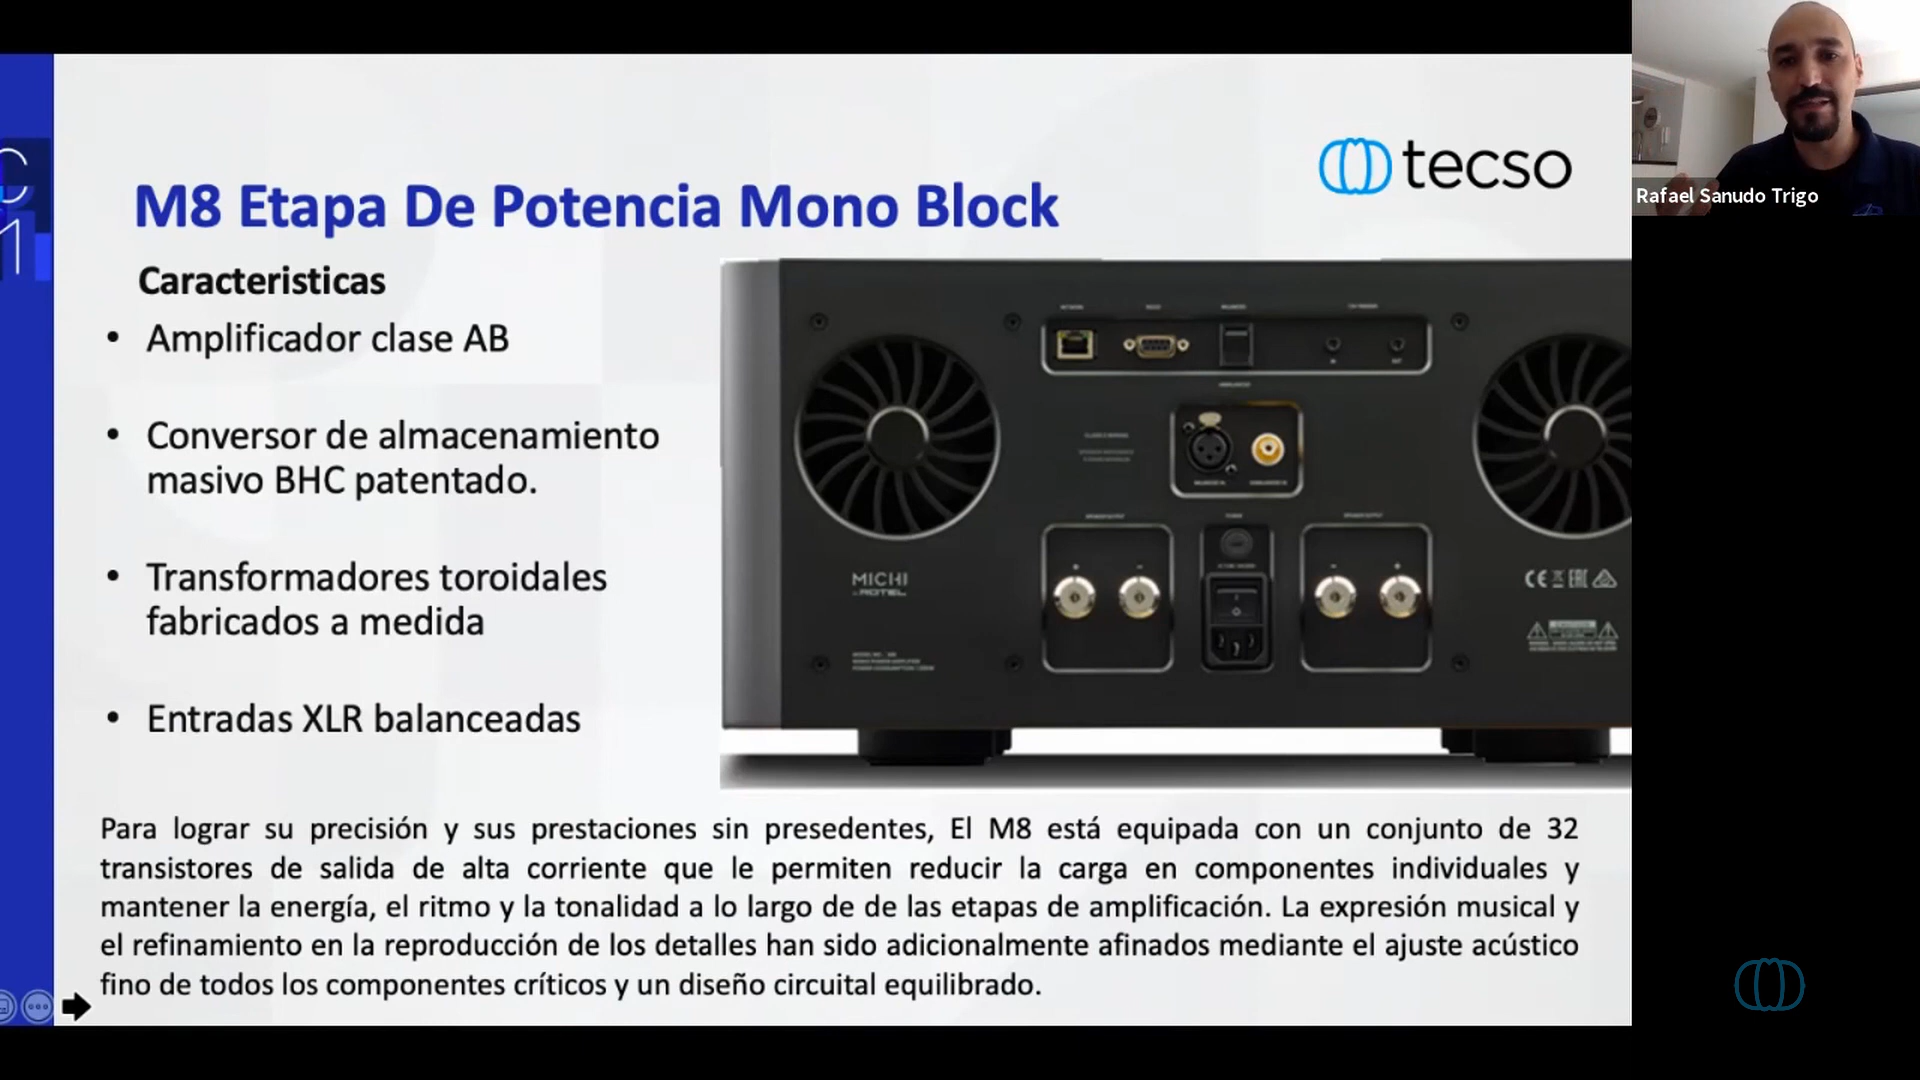 tecso
M8 Etapa De Potencia Mono Block
Rafael Sanudo Trigo
Caracteristicas
• Amplificador clase AB
• Conversor de almacenamiento
masivo BHC patentado.
• Transformadores toroidales
fabricados a medida
• Entradas XLR balanceadas
MICHI
ROTEL
CE
EAC
Para lograr su precisión y sus prestaciones sin presedentes, El M8 está equipada con un conjunto de 32
transistores de salida de alta corriente que le permiten reducir la carga en componentes individuales y
mantener la energía, el ritmo y la tonalidad a lo largo de de las etapas de amplificación. La expresión musical y
el refinamiento en la reproducción de los detalles han sido adicionalmente afinados mediante el ajuste acústico
fino de todos los componentes críticos y un diseño circuital equilibrado.